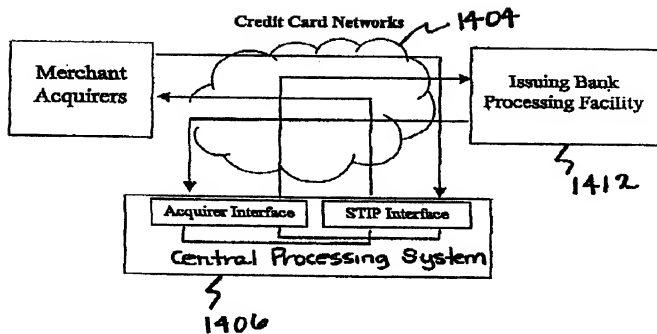 Credit Card Networks
1404
Merchant
Acquirers
Issuing Bank
Processing Facility
1412
Acquirer Interface
STIP Interface
Central Processing System
1406